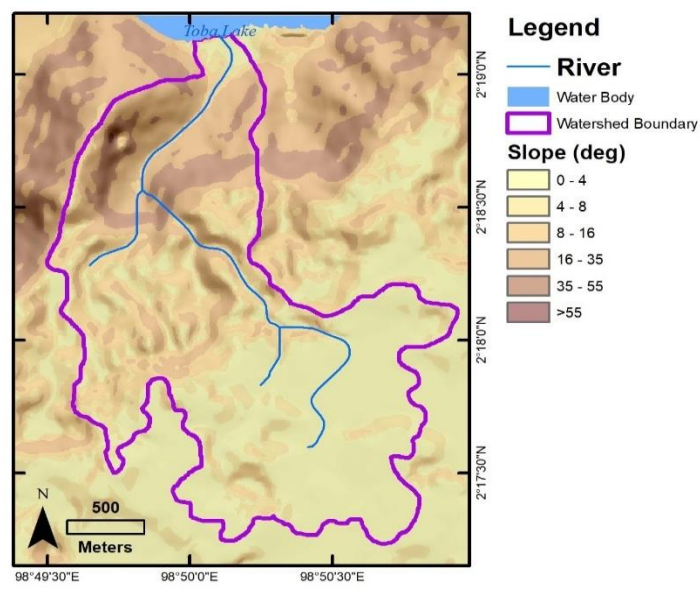 Toba Lake
Legend
River
Water Body
Watershed Boundary
Slope (deg)
0 - 4
4 - 8
8 - 16
16 - 35
35 - 55
>55
2°19'0"N
2°18'30"N
2°18'0"N
2°17'30"N
N
500
Meters
98°49'30"E
98°50'0"E
98°50'30"E